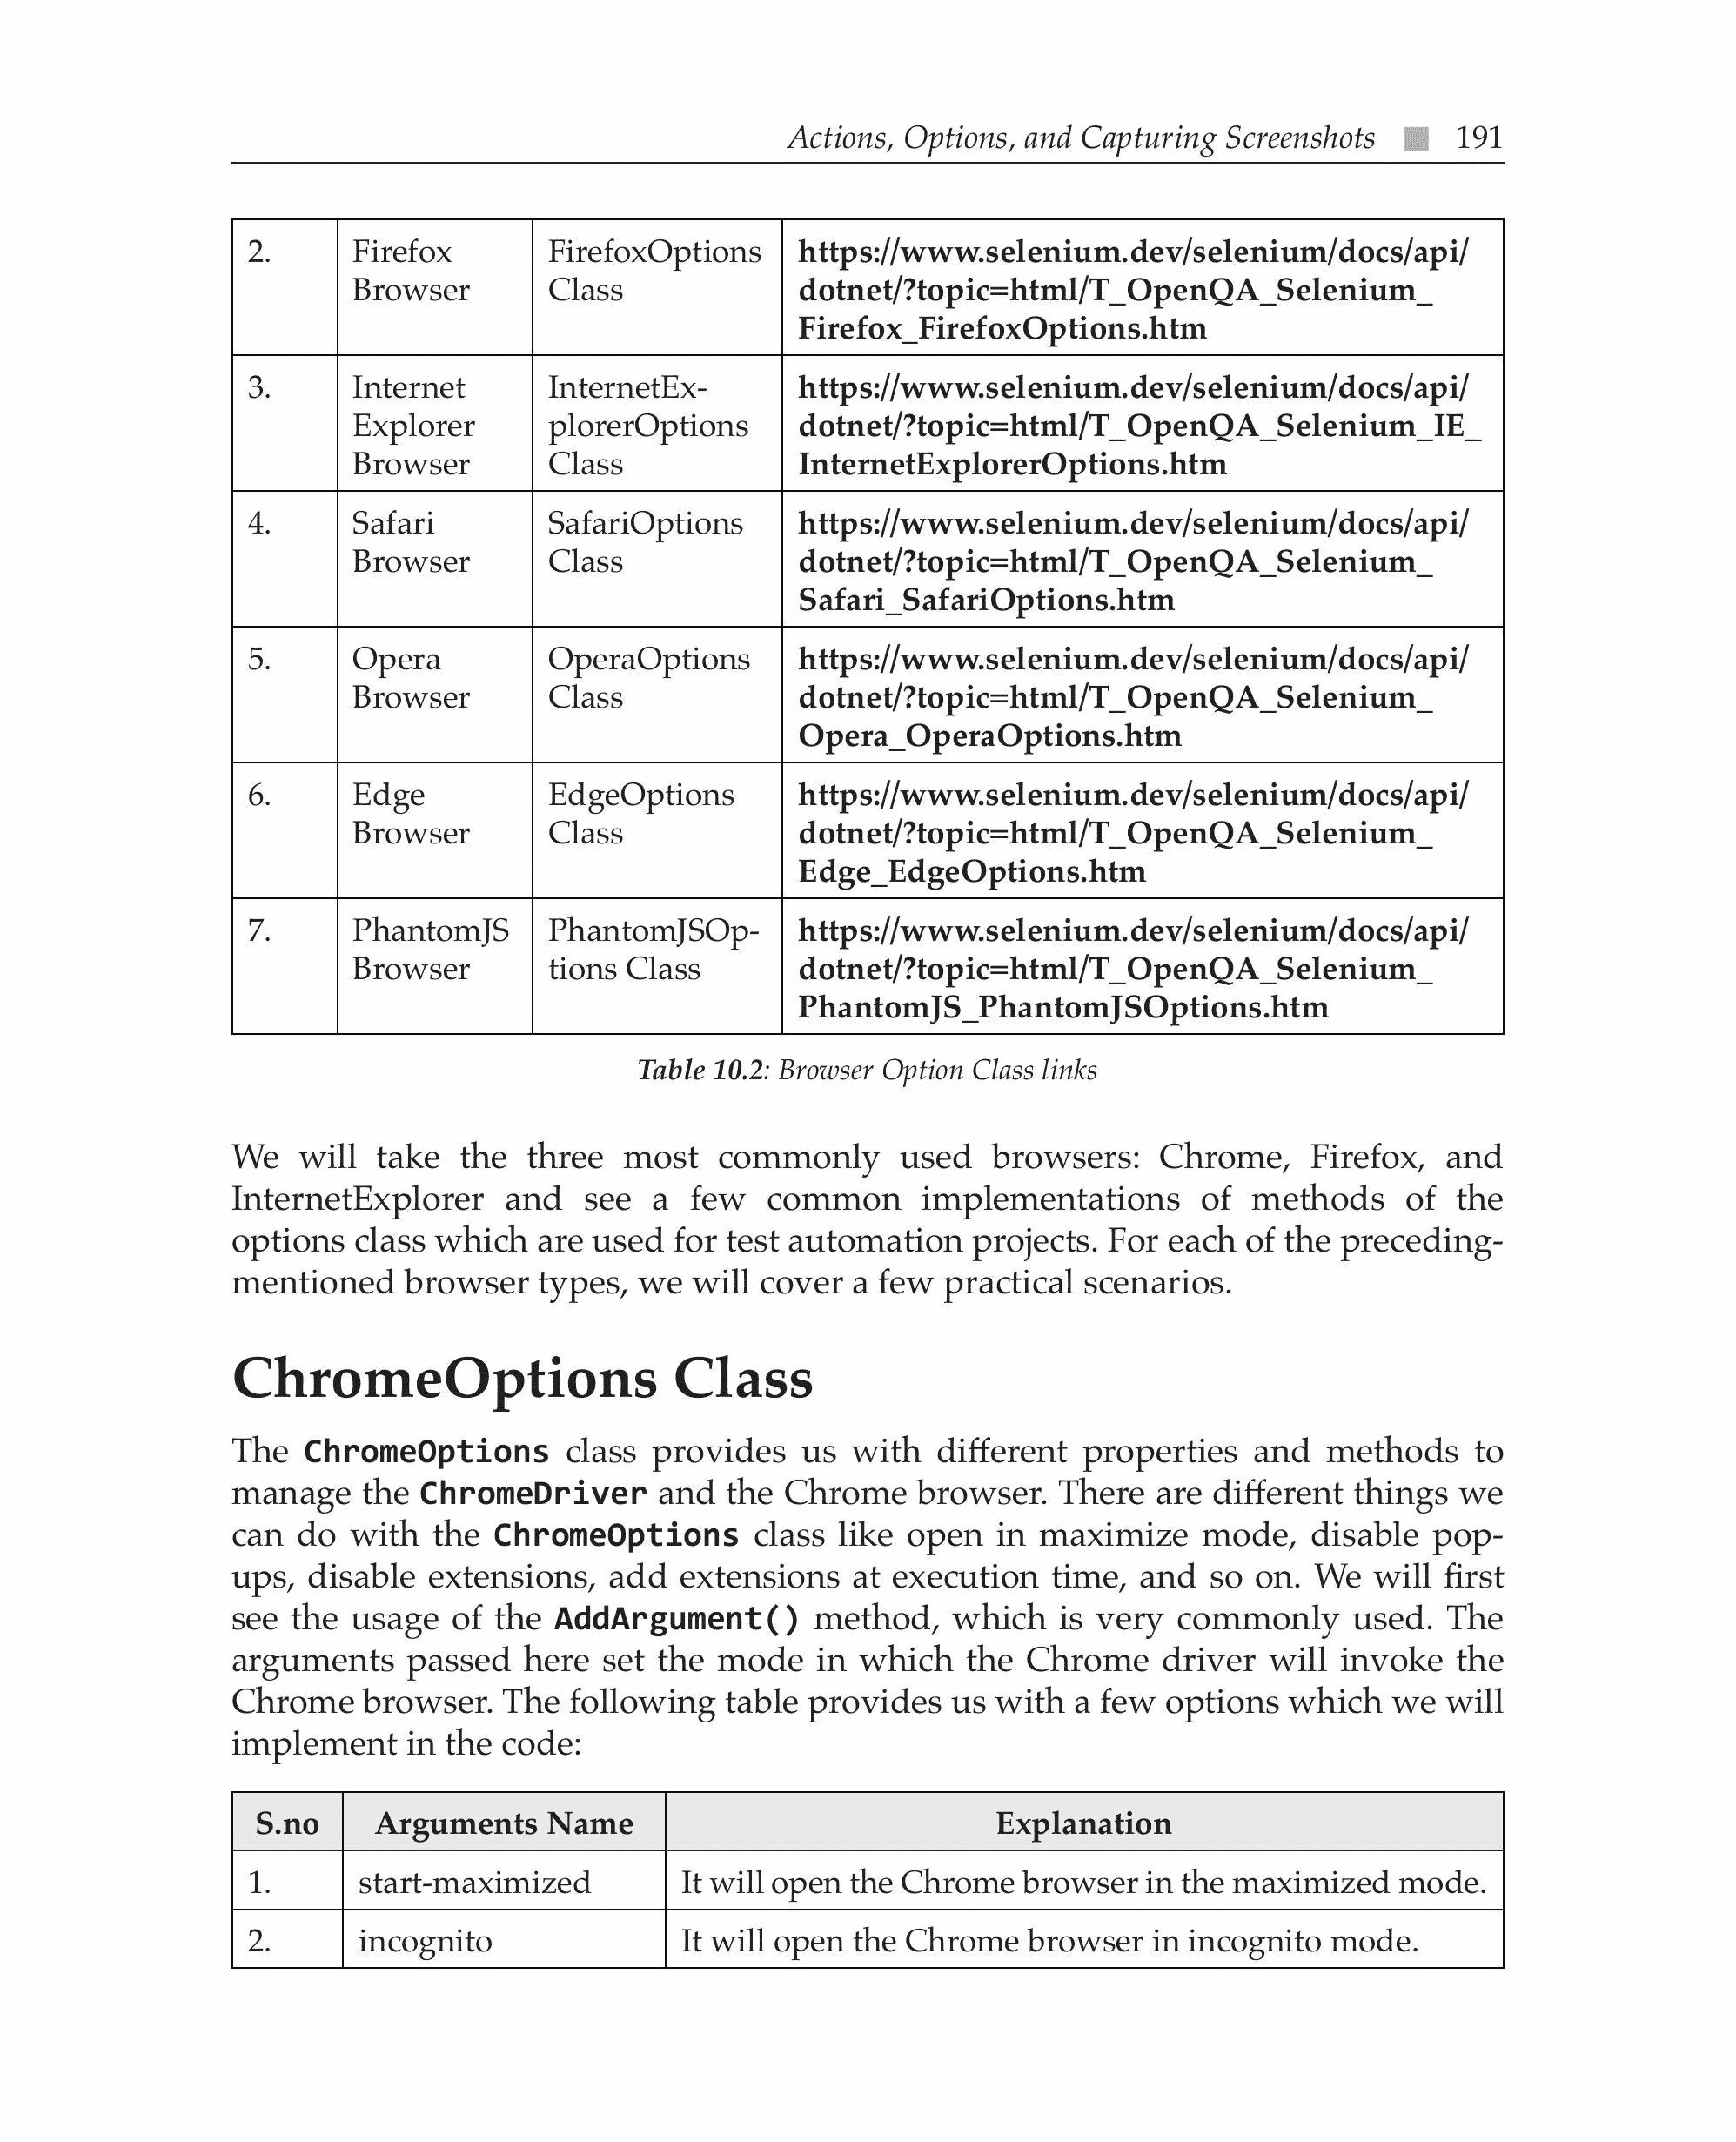 Actions, Options, and Capturing Screenshots 191
2. Firefox Browser FirefoxOptions Class https://www.selenium.dev/selenium/docs/api/
dotnet/?topic=html/T_OpenQA_Selenium_
Firefox_FirefoxOptions.htm
3. Internet Explorer Browser InternetEx-plorerOptions Class https://www.selenium.dev/selenium/docs/api/
dotnet/?topic=html/T_OpenQA_Selenium_IE_
InternetExplorerOptions.htm
4. Safari Browser SafariOptions Class https://www.selenium.dev/selenium/docs/api/
dotnet/?topic=html/T_OpenQA_Selenium_
Safari_SafariOptions.htm
5. Opera Browser OperaOptions Class https://www.selenium.dev/selenium/docs/api/
dotnet/?topic=html/T_OpenQA_Selenium_
Opera_OperaOptions.htm
6. Edge Browser EdgeOptions Class https://www.selenium.dev/selenium/docs/api/
dotnet/?topic=html/T_OpenQA_Selenium_
Edge_EdgeOptions.htm
7. PhantomJS Browser PhantomJSOp-tions Class https://www.selenium.dev/selenium/docs/api/
dotnet/?topic=html/T_OpenQA_Selenium_
PhantomJS_PhantomJSOptions.htm
Table 10.2: Browser Option Class links
We will take the three most commonly used browsers: Chrome, Firefox, and
InternetExplorer and see a few common implementations of methods of the
options class which are used for test automation projects. For each of the preceding-
mentioned browser types, we will cover a few practical scenarios.
ChromeOptions Class
The ChromeOptions class provides us with different properties and methods to
manage the ChromeDriver and the Chrome browser. There are different things we
can do with the ChromeOptions class like open in maximize mode, disable pop-
ups, disable extensions, add extensions at execution time, and so on. We will first
see the usage of the AddArgument() method, which is very commonly used. The
arguments passed here set the mode in which the Chrome driver will invoke the
Chrome browser. The following table provides us with a few options which we will
implement in the code:
S.no Arguments Name Explanation
1. start-maximized It will open the Chrome browser in the maximized mode.
2. incognito It will open the Chrome browser in incognito mode.